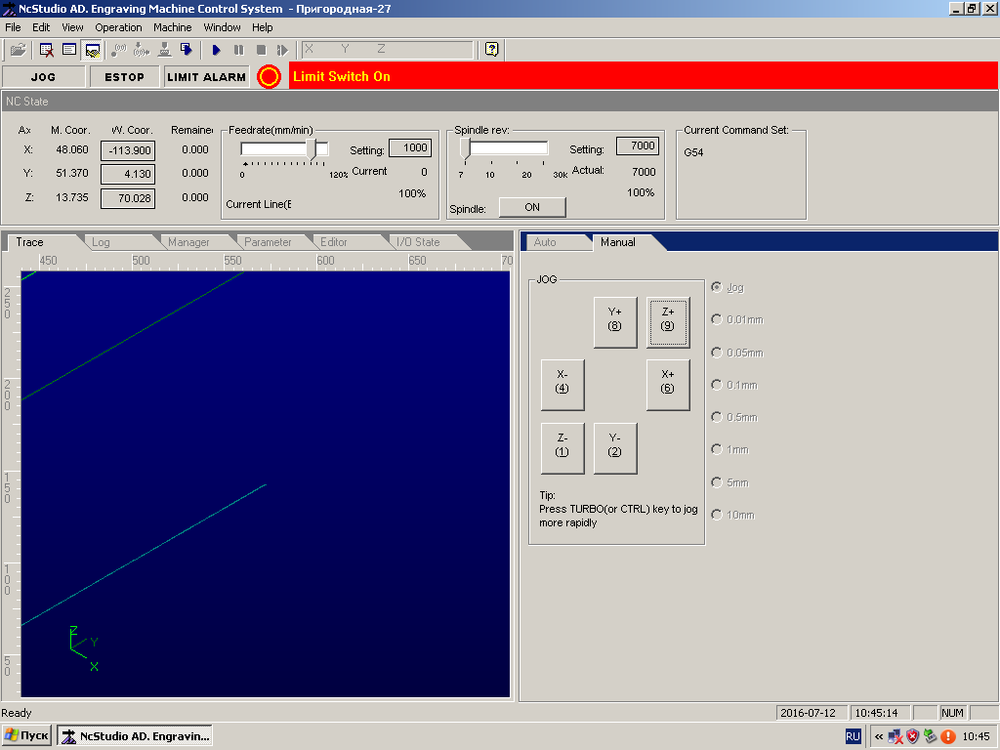 NcStudio AD. Engraving Machine Control System - Пригородная-27
File Edit View Operation Machine Window Help
X Y Z
JOG ESTOP LIMIT ALARM Limit Switch On
NC State
Ax M. Coor. W. Coor. Remaine
X: 48.060 -113.900 0.000
Y: 51.370 4.130 0.000
Z: 13.735 70.028 0.000
Feedrate(mm/min)
Setting: 1000
0 120% Current 0
100%
Current Line(E
Spindle rev:
Setting: 7000
7 10 20 30k Actual: 7000
100%
Spindle: ON
Current Command Set:
G54
Trace Log Manager Parameter Editor I/O State
450 500 550 600 650 70
250
200
150
100
50
Z
Y
X
Auto Manual
JOG
Y+
(8)
Z+
(9)
X-
(4)
X+
(6)
Z-
(1)
Y-
(2)
Tip:
Press TURBO(or CTRL) key to jog
more rapidly
Jog
0.01mm
0.05mm
0.1mm
0.5mm
1mm
5mm
10mm
Ready 2016-07-12 10:45:14 NUM
Пуск NcStudio AD. Engravin... RU « 10:45